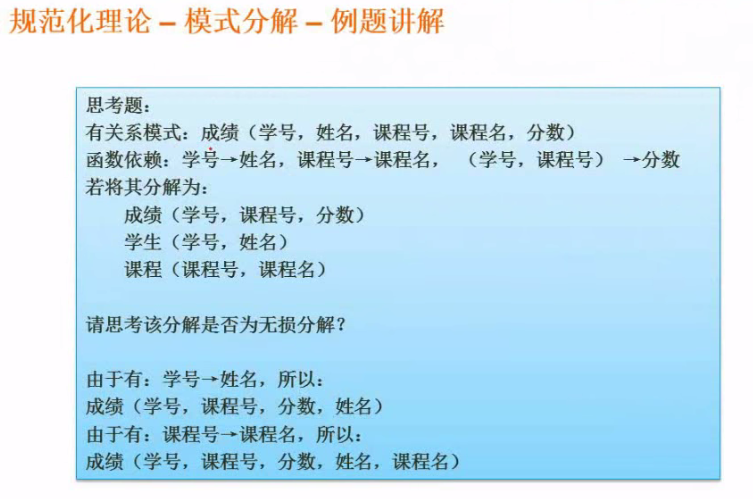 规范化理论 – 模式分解 – 例题讲解
思考题：
有关系模式：成绩（学号，姓名，课程号，课程名，分数）
函数依赖：学号→姓名，课程号→课程名， （学号，课程号） →分数
若将其分解为：
成绩（学号，课程号，分数）
学生（学号，姓名）
课程（课程号，课程名）
请思考该分解是否为无损分解？
由于有：学号→姓名，所以：
成绩（学号，课程号，分数，姓名）
由于有：课程号→课程名，所以：
成绩（学号，课程号，分数，姓名，课程名）